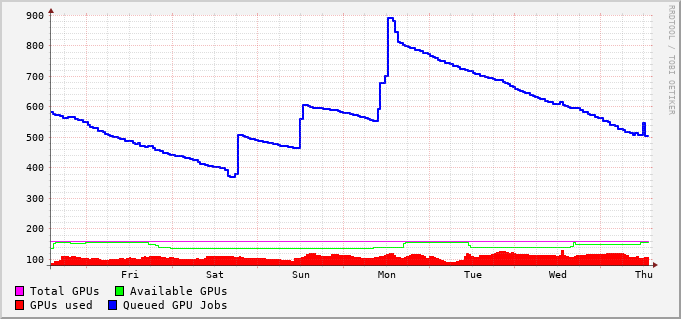 900
800
700
600
500
400
300
200
100
Fri Sat Sun Mon Tue Wed Thu
Total GPUs Available GPUs
GPUs used Queued GPU Jobs
RRDTOOL / TOBI OETIKER